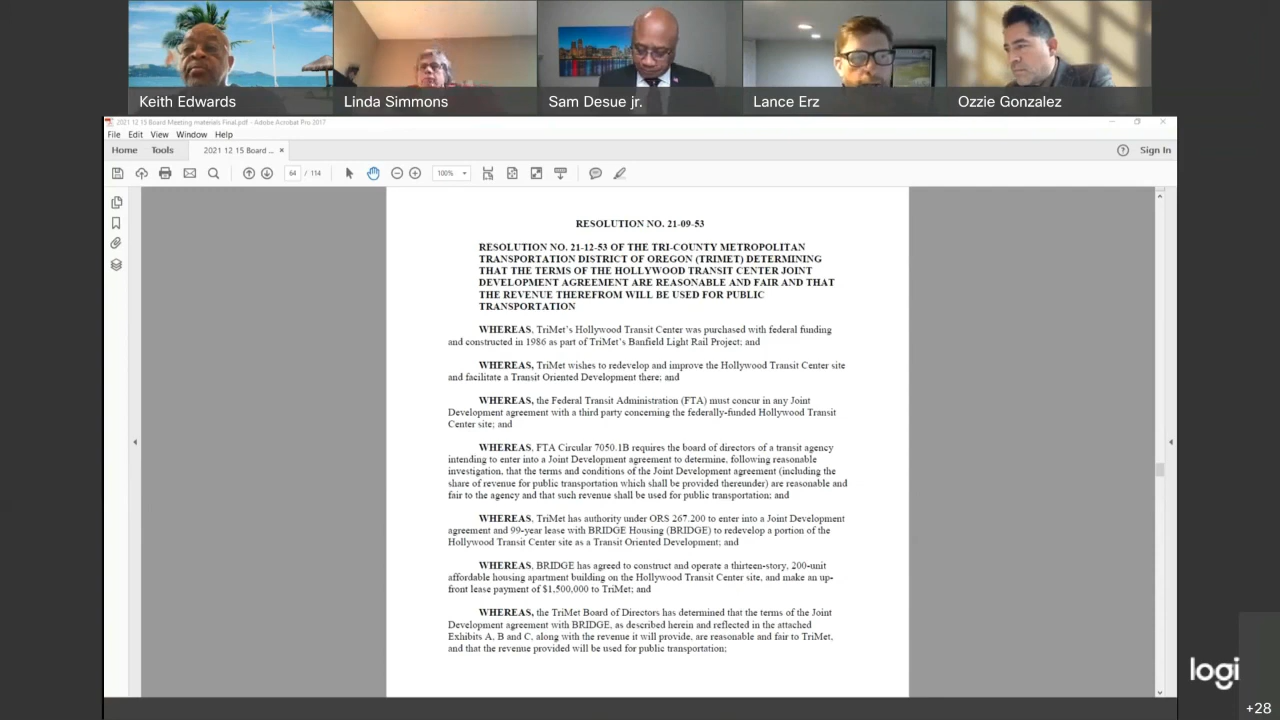 Keith Edwards
Linda Simmons
Sam Desue jr.
Lance Erz
Ozzie Gonzalez
2021 12 15 Board Meeting materials Final.pdf - Adobe Acrobat Pro 2017
File Edit View Window Help
Home Tools 2021 12 15 Board ... × Sign In
64 / 114 100%
RESOLUTION NO. 21-09-53
RESOLUTION NO. 21-12-53 OF THE TRI-COUNTY METROPOLITAN
TRANSPORTATION DISTRICT OF OREGON (TRIMET) DETERMINING
THAT THE TERMS OF THE HOLLYWOOD TRANSIT CENTER JOINT
DEVELOPMENT AGREEMENT ARE REASONABLE AND FAIR AND THAT
THE REVENUE THEREFROM WILL BE USED FOR PUBLIC
TRANSPORTATION
WHEREAS, TriMet's Hollywood Transit Center was purchased with federal funding
and constructed in 1986 as part of TriMet's Banfield Light Rail Project; and
WHEREAS, TriMet wishes to redevelop and improve the Hollywood Transit Center site
and facilitate a Transit Oriented Development there; and
WHEREAS, the Federal Transit Administration (FTA) must concur in any Joint
Development agreement with a third party concerning the federally-funded Hollywood Transit
Center site; and
WHEREAS, FTA Circular 7050.1B requires the board of directors of a transit agency
intending to enter into a Joint Development agreement to determine, following reasonable
investigation, that the terms and conditions of the Joint Development agreement (including the
share of revenue for public transportation which shall be provided thereunder) are reasonable and
fair to the agency and that such revenue shall be used for public transportation; and
WHEREAS, TriMet has authority under ORS 267.200 to enter into a Joint Development
agreement and 99-year lease with BRIDGE Housing (BRIDGE) to redevelop a portion of the
Hollywood Transit Center site as a Transit Oriented Development; and
WHEREAS, BRIDGE has agreed to construct and operate a thirteen-story, 200-unit
affordable housing apartment building on the Hollywood Transit Center site, and make an up-
front lease payment of $1,500,000 to TriMet; and
WHEREAS, the TriMet Board of Directors has determined that the terms of the Joint
Development agreement with BRIDGE, as described herein and reflected in the attached
Exhibits A, B and C, along with the revenue it will provide, are reasonable and fair to TriMet,
and that the revenue provided will be used for public transportation;
logi
+28